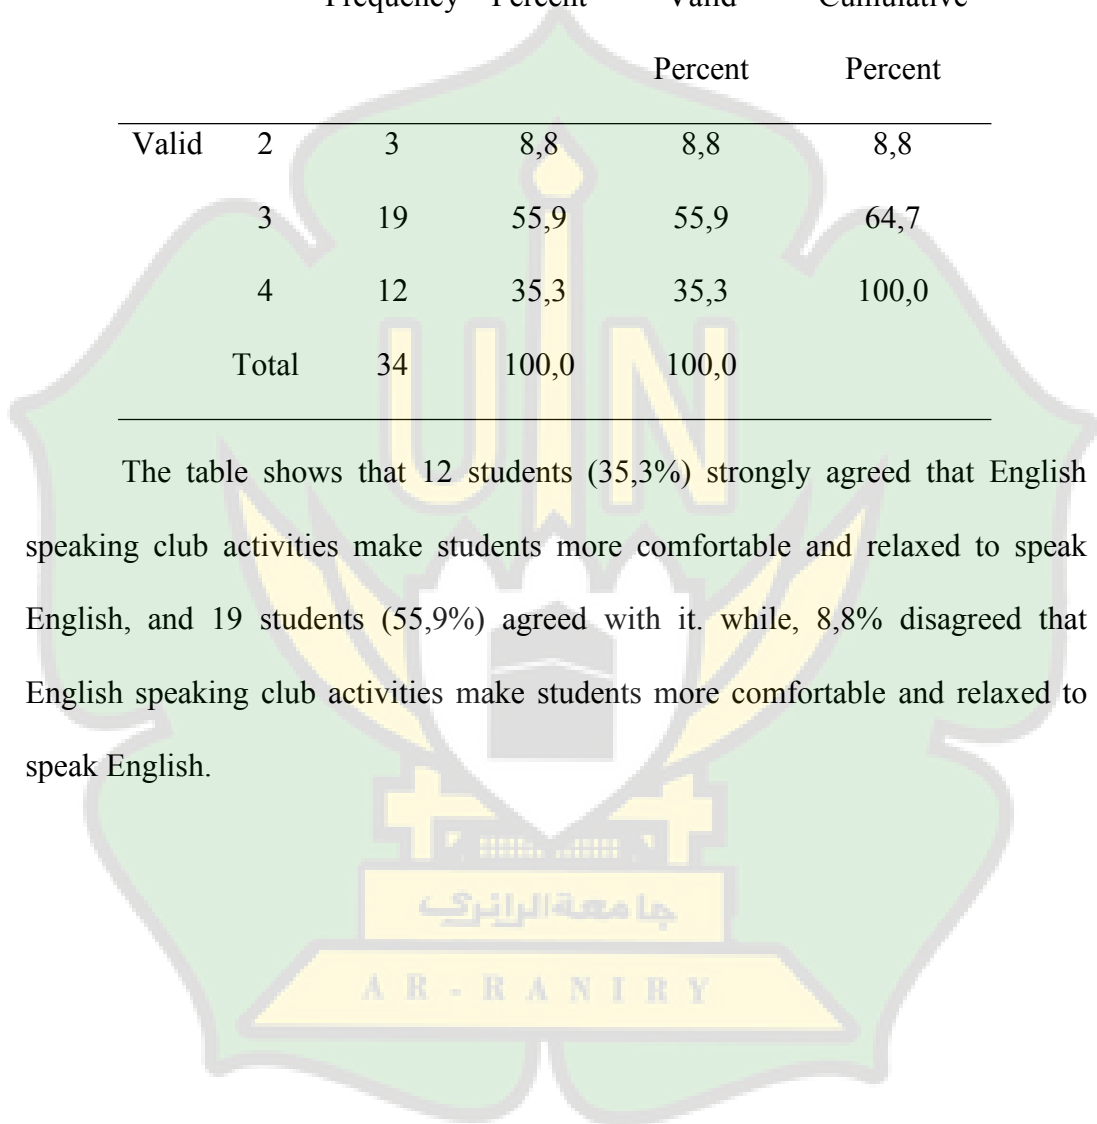 Frequency Percent Valid Cumulative
Percent Percent
Valid 2 3 8,8 8,8 8,8
3 19 55,9 55,9 64,7
4 12 35,3 35,3 100,0
Total 34 100,0 100,0
The table shows that 12 students (35,3%) strongly agreed that English
speaking club activities make students more comfortable and relaxed to speak
English, and 19 students (55,9%) agreed with it. while, 8,8% disagreed that
English speaking club activities make students more comfortable and relaxed to
speak English.
UIN
جامعة الرانري
AR-RANIRY